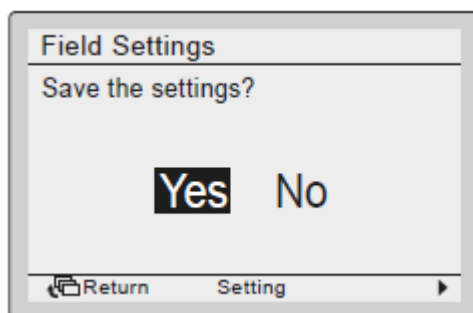 Field Settings
Save the settings?
Yes No
Return Setting